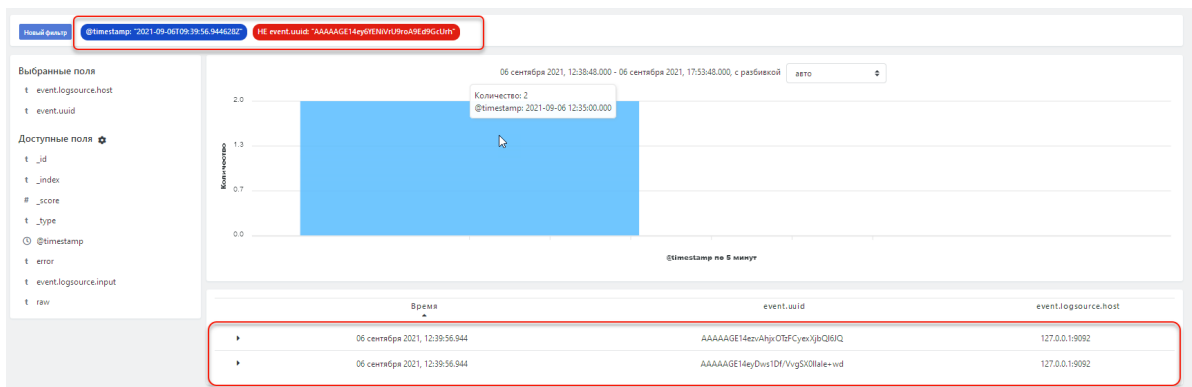 Новый фильтр @timestamp: "2021-09-06T09:39:56.944628Z" НЕ event.uuid: "AAAAAGE14ey6YENiVrU9roA9Ed9GcUrh"
Выбранные поля
t event.logsource.host
t event.uuid
Доступные поля
t _id
t _index
# _score
t _type
@timestamp
t error
t event.logsource.input
t raw
06 сентября 2021, 12:38:48.000 - 06 сентября 2021, 17:53:48.000, с разбивкой авто
Количество: 2
@timestamp: 2021-09-06 12:35:00.000
2.0
1.3
0.7
0.0
Количество
@timestamp по 5 минут
Время event.uuid event.logsource.host
06 сентября 2021, 12:39:56.944 AAAAAGE14ezvAhjxOTzFCyexXjbQI6JQ 127.0.0.1:9092
06 сентября 2021, 12:39:56.944 AAAAAGE14eyDws1Df/VvgSX0IIale+wd 127.0.0.1:9092